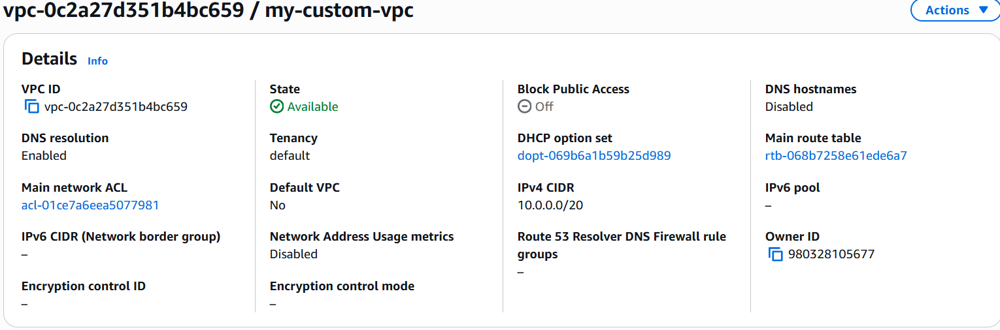 vpc-0c2a27d351b4bc659 / my-custom-vpc
Actions
Details Info
VPC ID
vpc-0c2a27d351b4bc659
State
Available
Block Public Access
Off
DNS hostnames
Disabled
DNS resolution
Enabled
Tenancy
default
DHCP option set
dopt-069b6a1b59b25d989
Main route table
rtb-068b7258e61ede6a7
Main network ACL
acl-01ce7a6eea5077981
Default VPC
No
IPv4 CIDR
10.0.0.0/20
IPv6 pool
–
IPv6 CIDR (Network border group)
–
Network Address Usage metrics
Disabled
Route 53 Resolver DNS Firewall rule
groups
–
Owner ID
980328105677
Encryption control ID
–
Encryption control mode
–